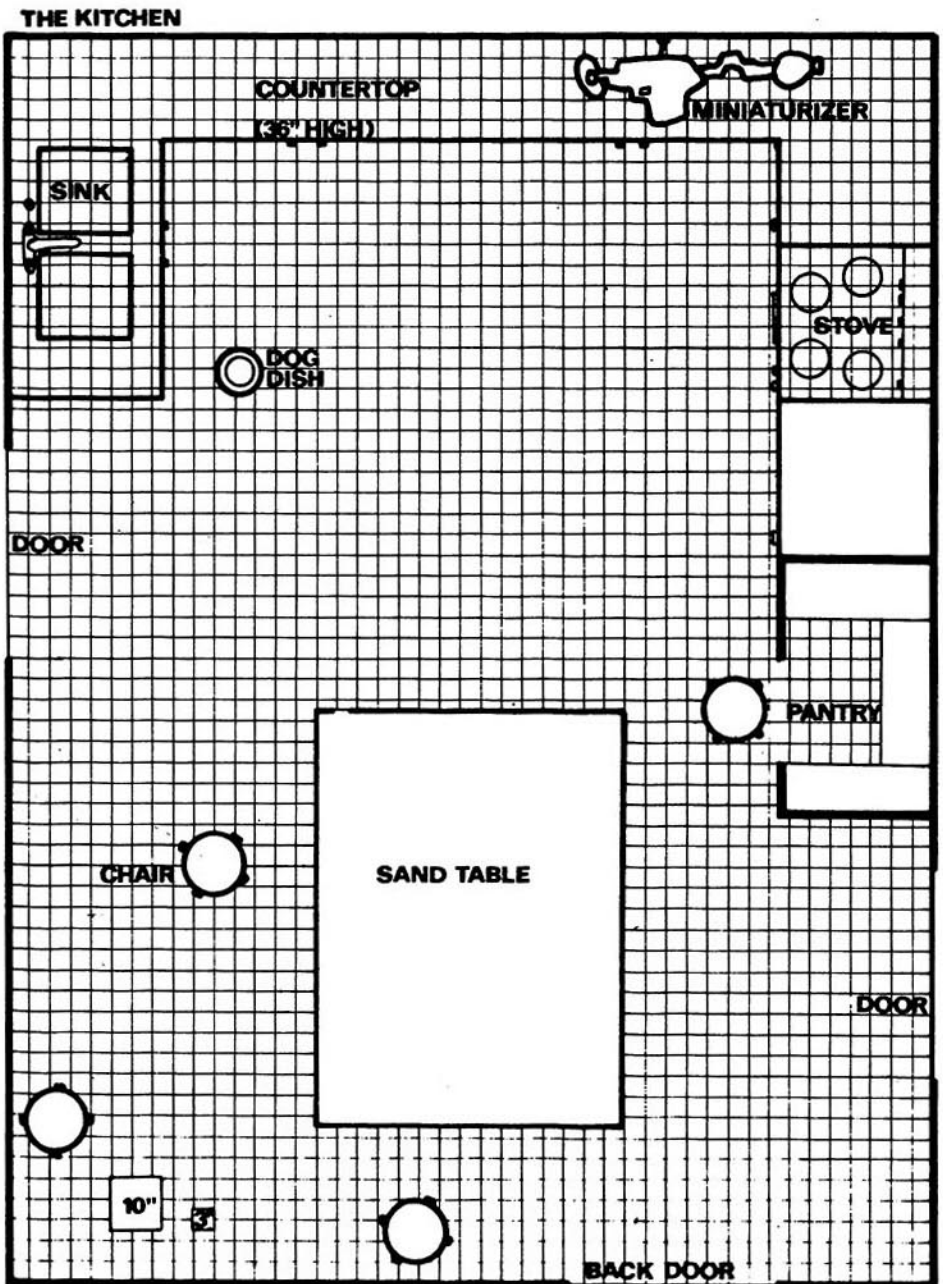 THE KITCHEN
COUNTERTOP
(36" HIGH)
MINIATURIZER
SINK
STOVE
DOG
DISH
DOOR
PANTRY
CHAIR
SAND TABLE
DOOR
10"
3"
BACK DOOR